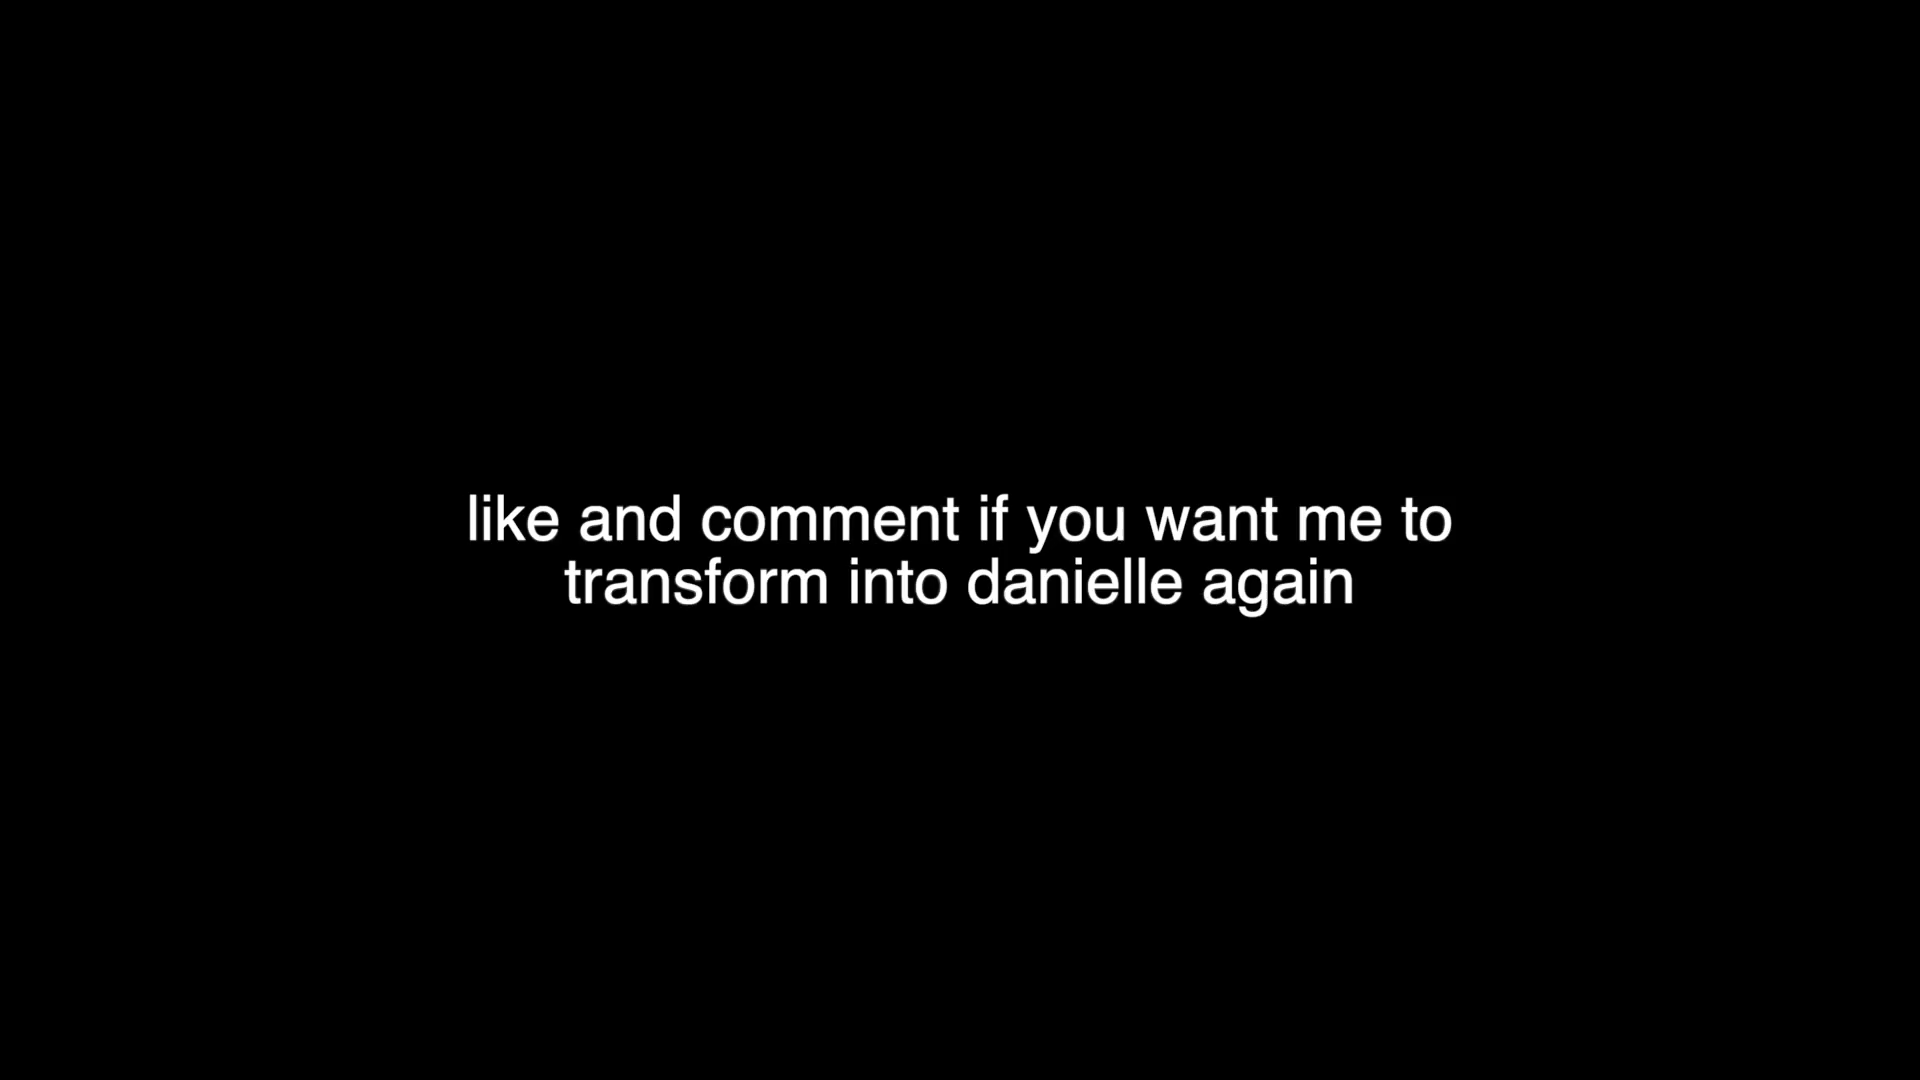 like and comment if you want me to
transform into danielle again